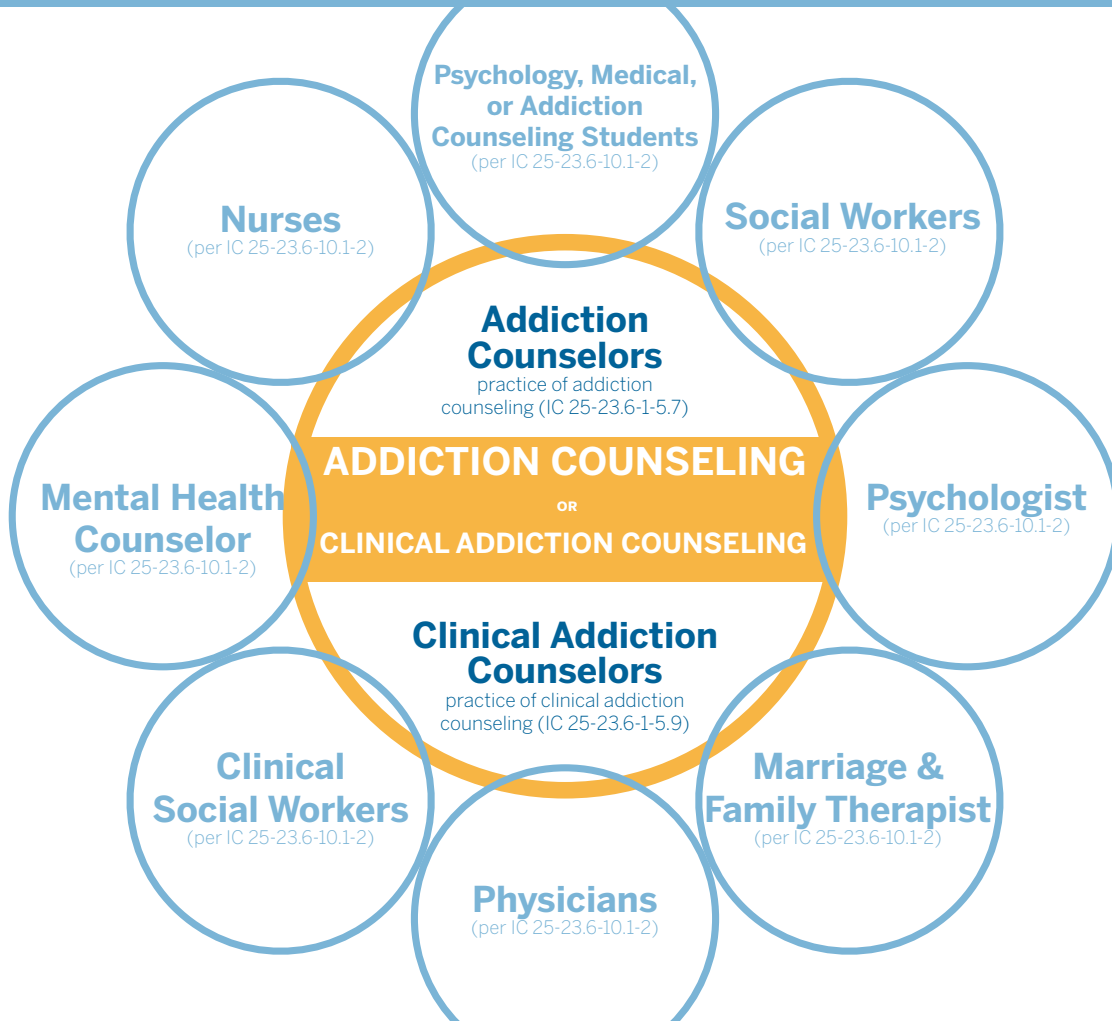 Psychology, Medical,
or Addiction
Counseling Students
(per IC 25-23.6-10.1-2)
Nurses
(per IC 25-23.6-10.1-2)
Social Workers
(per IC 25-23.6-10.1-2)
Addiction
Counselors
practice of addiction
counseling (IC 25-23.6-1-5.7)
ADDICTION COUNSELING
OR
CLINICAL ADDICTION COUNSELING
Mental Health
Counselor
(per IC 25-23.6-10.1-2)
Psychologist
(per IC 25-23.6-10.1-2)
Clinical Addiction
Counselors
practice of clinical addiction
counseling (IC 25-23.6-1-5.9)
Clinical
Social Workers
(per IC 25-23.6-10.1-2)
Marriage &
Family Therapist
(per IC 25-23.6-10.1-2)
Physicians
(per IC 25-23.6-10.1-2)